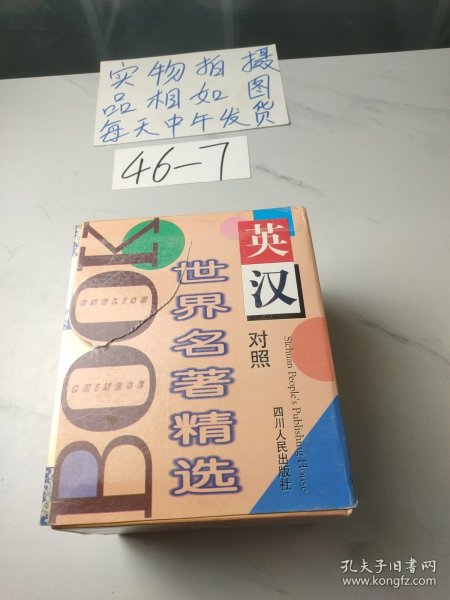 实物拍摄
品相如图
每天中午发货
46-7
BOOK
ENGLISH
CHINESE
世界名著精选
英
汉
对照
Sichuan People's Publishing House
四川人民出版社
孔夫子旧书网
www.kongfz.com